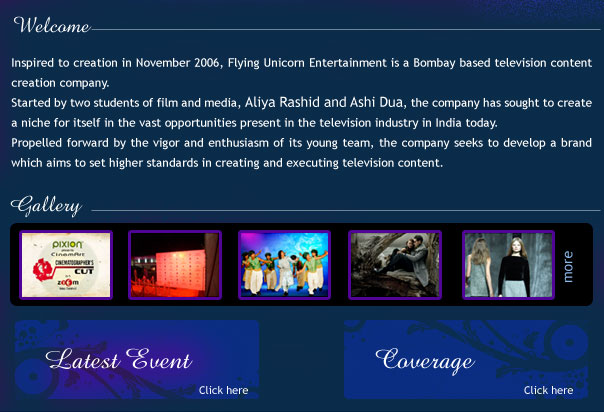 Welcome
Inspired to creation in November 2006, Flying Unicorn Entertainment is a Bombay based television content
creation company.
Started by two students of film and media, Aliya Rashid and Ashi Dua, the company has sought to create
a niche for itself in the vast opportunities present in the television industry in India today.
Propelled forward by the vigor and enthusiasm of its young team, the company seeks to develop a brand
which aims to set higher standards in creating and executing television content.
Gallery
pixion
CinemArt
CINEMATOGRAPHER'S
CUT
zoom
more
Latest Event
Click here
Coverage
Click here